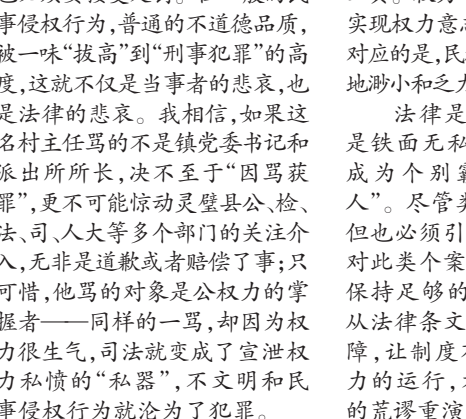 事侵权行为,普通的不道德品质,
被一味“拔高”到“刑事犯罪”的高
度,这就不仅是当事者的悲哀,也
是法律的悲哀。我相信,如果这
名村主任骂的不是镇党委书记和
派出所所长,决不至于“因骂获
罪”,更不可能惊动灵璧县公、检、
法、司、人大等多个部门的关注介
入,无非是道歉或者赔偿了事;只
可惜,他骂的对象是公权力的掌
握者——同样的一骂,却因为权
力很生气,司法就变成了宣泄权
力私愤的“私器”,不文明和民
事侵权行为就沦为了犯罪。
实现权力意
对应的是,民
地渺小和乏
法律是
是铁面无私
成为个别霸
人”。尽管类
但也必须引
对此类个案
保持足够的
从法律条文
障,让制度
力的运行,
的荒谬重演